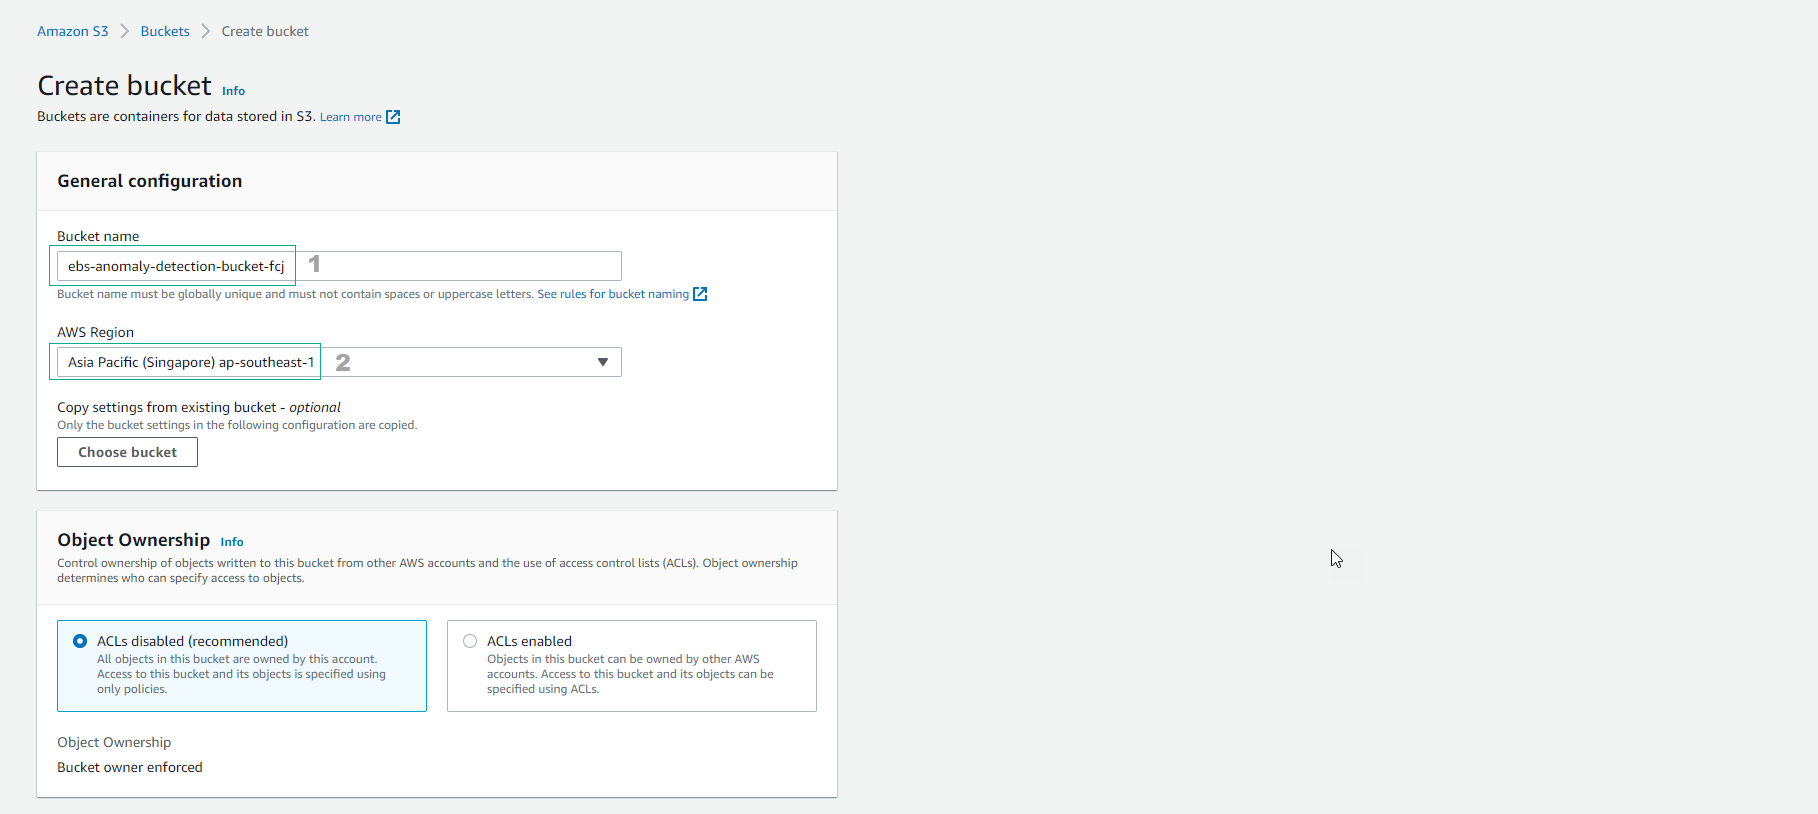 Amazon S3 > Buckets > Create bucket
Create bucket Info
Buckets are containers for data stored in S3. Learn more
General configuration
Bucket name
ebs-anomaly-detection-bucket-fcj 1
Bucket name must be globally unique and must not contain spaces or uppercase letters. See rules for bucket naming
AWS Region
Asia Pacific (Singapore) ap-southeast-1 2
Copy settings from existing bucket - optional
Only the bucket settings in the following configuration are copied.
Choose bucket
Object Ownership Info
Control ownership of objects written to this bucket from other AWS accounts and the use of access control lists (ACLs). Object ownership
determines who can specify access to objects.
ACLs disabled (recommended)
All objects in this bucket are owned by this account.
Access to this bucket and its objects is specified using
only policies.
ACLs enabled
Objects in this bucket can be owned by other AWS
accounts. Access to this bucket and its objects can be
specified using ACLs.
Object Ownership
Bucket owner enforced